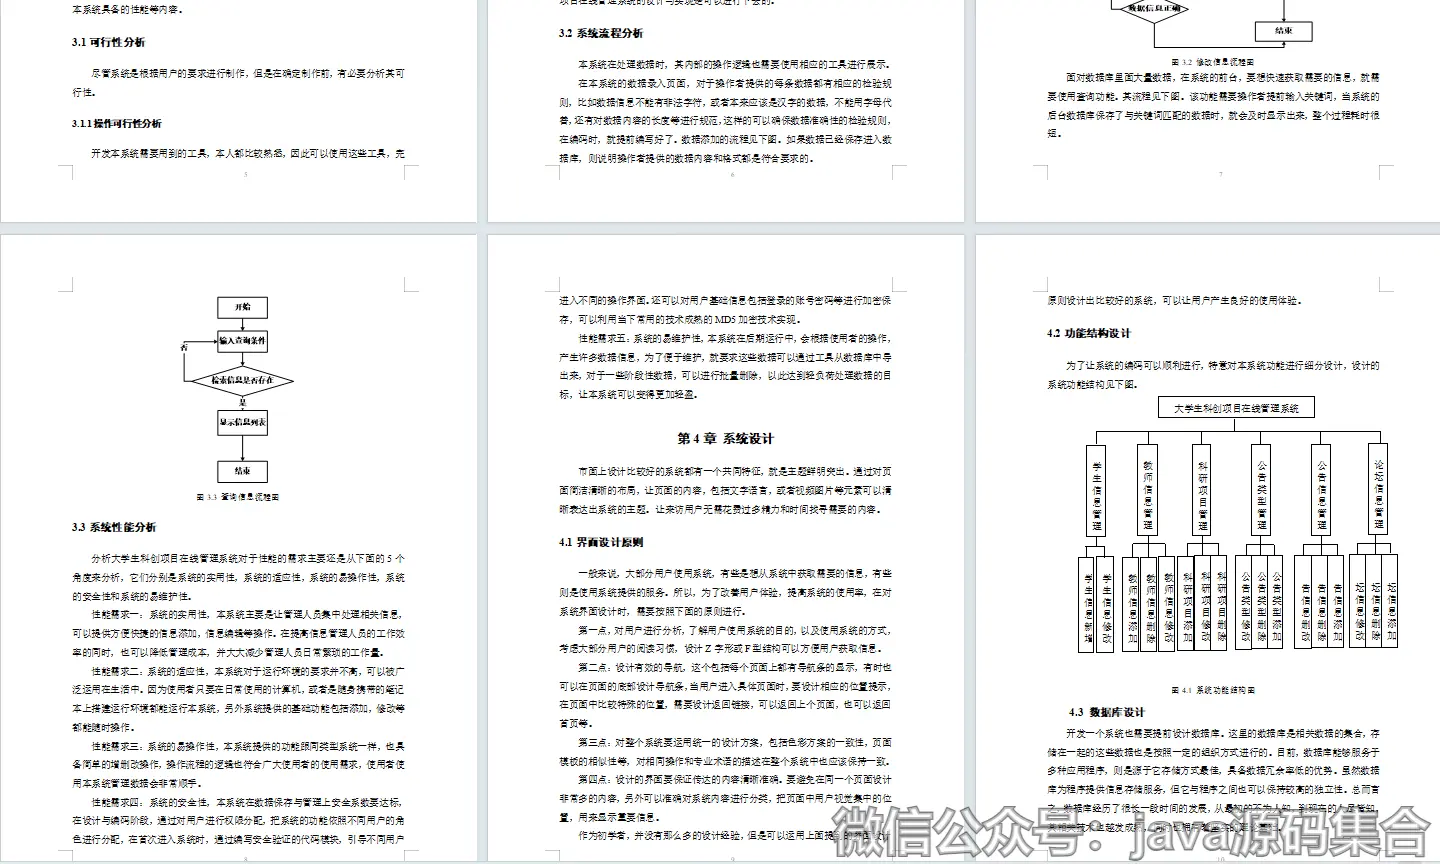 本系统具备的性能等内容。
3.1 可行性分析
尽管系统是根据用户的要求进行制作，但是在确定制作前，有必要分析其可
行性。
3.1.1 操作可行性分析
开发本系统需要用到的工具，本人都比较熟悉，因此可以使用这些工具，完
5
项目在线管理系统的设计与实现是可以进行下去的。
3.2 系统流程分析
本系统在处理数据时，其内部的操作逻辑也需要使用相应的工具进行展示。
在本系统的数据录入页面，对于操作者提供的每条数据都有相应的检验规
则，比如数据信息不能有非法字符，或者本来应该是汉字的数据，不能用字母代
替，还有对数据内容的长度等进行规范，这样的可以确保数据准确性的检验规则，
在编码时，就提前编写好了。数据添加的流程见下图。如果数据已经保存进入数
据库，则说明操作者提供的数据内容和格式都是符合要求的。
6
数据信息正确
结束
图 3.2 修改信息流程图
面对数据库里面大量数据，在系统的前台，要想快速获取需要的信息，就需
要使用查询功能。其流程见下图。该功能需要操作者提前输入关键词，当系统的
后台数据库保存了与关键词匹配的数据时，就会及时显示出来，整个过程耗时很
短。
7
开始
输入查询条件
否
检索信息是否存在
是
显示信息列表
结束
图 3.3 查询信息流程图
3.3 系统性能分析
分析大学生科创项目在线管理系统对于性能的需求主要还是从下面的 5 个
角度来分析，它们分别是系统的实用性，系统的适应性，系统的易操作性，系统
的安全性和系统的易维护性。
性能需求一：系统的实用性，本系统主要是让管理人员集中处理相关信息，
可以提供方便快捷的信息添加，信息编辑等操作。在提高信息管理人员的工作效
率的同时，也可以降低管理成本，并大大减少管理人员日常繁琐的工作量。
性能需求二：系统的适应性，本系统对于运行环境的要求并不高，可以被广
泛运用在生活中。因为使用者只要在日常使用的计算机，或者是随身携带的笔记
本上搭建运行环境都能运行本系统，另外系统提供的基础功能包括添加，修改等
都能随时操作。
性能需求三：系统的易操作性，本系统提供的功能跟同类型系统一样，也具
备简单的增删改操作，操作流程的逻辑也符合广大使用者的使用需求，使用者使
用本系统管理数据会非常顺手。
性能需求四：系统的安全性，本系统在数据保存与管理上安全系数要达标，
在设计与编码阶段，通过对用户进行权限分配，把系统的功能依照不同用户的角
色进行分配，在首次进入系统时，通过编写安全验证的代码模块，引导不同用户
8
进入不同的操作界面。还可以对用户基础信息包括登录的账号密码等进行加密保
存，可以利用当下常用的技术成熟的 MD5 加密技术实现。
性能需求五：系统的易维护性，本系统在后期运行中，会根据使用者的操作，
产生许多数据信息，为了便于维护，就要求这些数据可以通过工具从数据库中导
出来，对于一些阶段性数据，可以进行批量删除，以此达到轻负荷处理数据的目
标，让本系统可以变得更加轻盈。
第 4 章 系统设计
市面上设计比较好的系统都有一个共同特征，就是主题鲜明突出。通过对页
面简洁清晰的布局，让页面的内容，包括文字语言，或者视频图片等元素可以清
晰表达出系统的主题。让来访用户无需花费过多精力和时间找寻需要的内容。
4.1 界面设计原则
一般来说，大部分用户使用系统，有些是想从系统中获取需要的信息，有些
则是使用系统提供的服务。所以，为了改善用户体验，提高系统的使用率，在对
系统界面设计时，需要按照下面的原则进行。
第一点，对用户进行分析，了解用户使用系统的目的，以及使用系统的方式，
考虑大部分用户的阅读习惯，设计 Z 字形或 F 型结构可以方便用户获取信息。
第二点：设计有效的导航，这个包括每个页面上都有导航条的显示，有时也
可以在页面的底部设计导航条，当用户进入具体页面时，要设计相应的位置提示，
在页面中比较特殊的位置，需要设计返回链接，可以返回上个页面，也可以返回
首页等。
第三点：对整个系统要运用统一的设计方案，包括色彩方案的一致性，页面
模板的相似性等，对相同操作和专业术语的描述在整个系统中也应该保持一致。
第四点：设计的界面要保证传达的内容清晰准确。要避免在同一个页面设计
非常多的内容，另外可以准确对系统内容进行分类，把页面中用户视觉集中的位
置，用来显示重要信息。
作为初学者，并没有那么多的设计经验，但是可以运用上面提到的界面设计
9
原则设计出比较好的系统，可以让用户产生良好的使用体验。
4.2 功能结构设计
为了让系统的编码可以顺利进行，特意对本系统功能进行细分设计，设计的
系统功能结构见下图。
大学生科创项目在线管理系统
学生信息管理
教师信息管理
科研项目管理
公告类型管理
公告信息管理
论坛信息管理
学生信息新增
学生信息修改
教师信息添加
教师信息删除
教师信息添加
科研项目添加
科研项目修改
科研项目修改
公告类型修改
公告类型删除
公告类型添加
告信息删改
告信息删除
告信息添加
坛信息修改
坛信息删除
坛信息添加
图 4.1 系统功能结构图
4.3 数据库设计
开发一个系统也需要提前设计数据库。这里的数据库是相关数据的集合，存
储在一起的这些数据也是按照一定的组织方式进行的。目前，数据库能够服务于
多种应用程序，则是源于它存储方式最佳，具备数据冗余率低的优势。虽然数据
库为程序提供信息存储服务，但它与程序之间也可以保持较高的独立性。总而言
之，数据库经历了很长一段时间的发展，从最初的不为人知，到现在的人尽皆知，
10
微信公众号：java源码集合